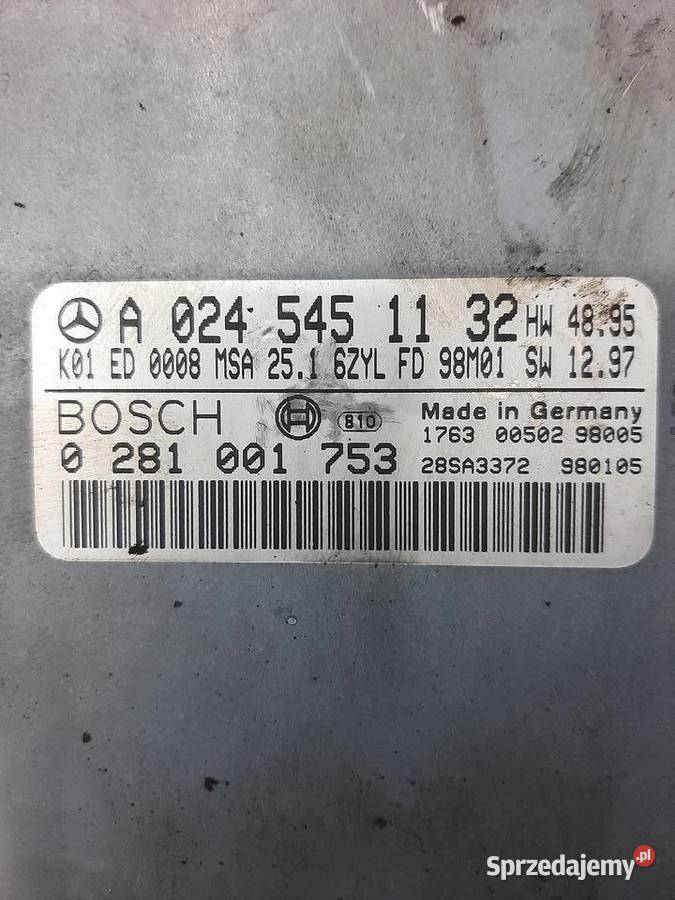 A 024 545 11 32 HW 48.95
K01 ED 0008 MSA 25.1 6ZYL FD 98M01 SW 12.97
BOSCH 810 Made in Germany
1763 00502 98005
0 281 001 753 28SA3372 980105
Sprzedajemy.pl